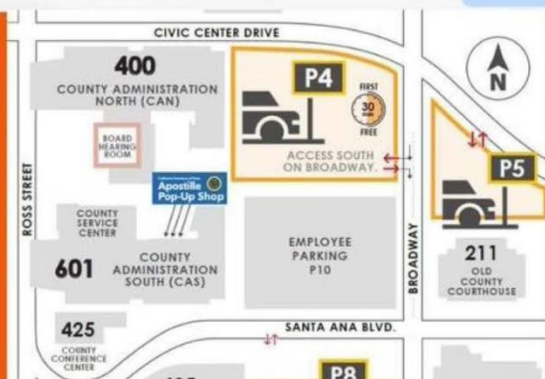 CIVIC CENTER DRIVE
400
COUNTY ADMINISTRATION
NORTH (CAN)
P4
FIRST
30
FREE
N
BOARD
HEARING
ROOM
ACCESS SOUTH
ON BROADWAY.
P5
Apostille
Pop-Up Shop
ROSS STREET
COUNTY
SERVICE
CENTER
601
COUNTY
ADMINISTRATION
SOUTH (CAS)
EMPLOYEE
PARKING
P10
BROADWAY
211
OLD
COUNTY
COURTHOUSE
425
COUNTY
CONFERENCE
CENTER
SANTA ANA BLVD.
P8